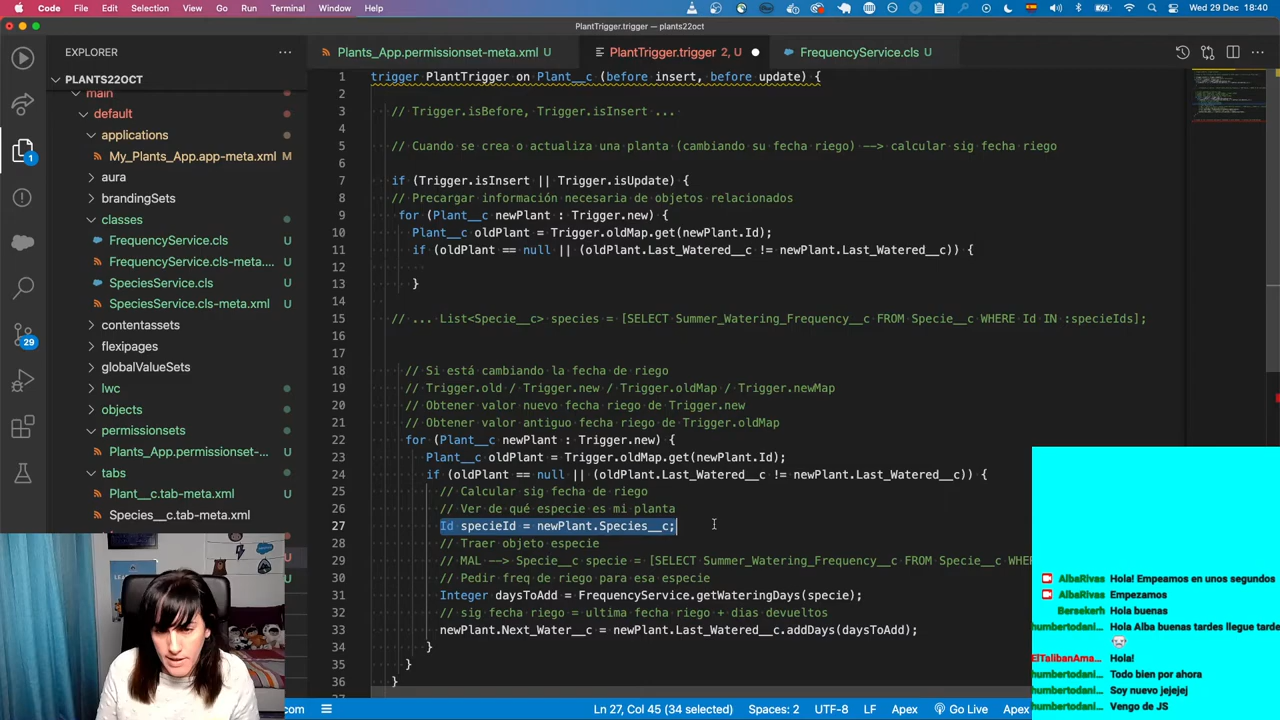 Code File Edit Selection View Go Run Terminal Window Help Wed 29 Dec 18:40
PlantTrigger.trigger — plants22oct
EXPLORER ...
Plants_App.permissionset-meta.xml U
PlantTrigger.trigger 2, U
FrequencyService.cls U
PLANTS22OCT
main
default
applications
My_Plants_App.app-meta.xml M
aura
brandingSets
classes
FrequencyService.cls U
FrequencyService.cls-meta.... U
SpeciesService.cls U
SpeciesService.cls-meta.xml U
contentassets
flexipages
globalValueSets
lwc
objects
permissionsets
Plants_App.permissionset-... U
tabs
Plant__c.tab-meta.xml U
Species__c.tab-meta.xml U
1
29
1 trigger PlantTrigger on Plant__c (before insert, before update) {
2
3 // Trigger.isBefore, Trigger.isInsert ...
4
5 // Cuando se crea o actualiza una planta (cambiando su fecha riego) --> calcular sig fecha riego
6
7 if (Trigger.isInsert || Trigger.isUpdate) {
8 // Precargar información necesaria de objetos relacionados
9 for (Plant__c newPlant : Trigger.new) {
10 Plant__c oldPlant = Trigger.oldMap.get(newPlant.Id);
11 if (oldPlant == null || (oldPlant.Last_Watered__c != newPlant.Last_Watered__c)) {
12
13 }
14
15 // ... List<Specie__c> species = [SELECT Summer_Watering_Frequency__c FROM Specie__c WHERE Id IN :specieIds];
16
17
18 // Si está cambiando la fecha de riego
19 // Trigger.old / Trigger.new / Trigger.oldMap / Trigger.newMap
20 // Obtener valor nuevo fecha riego de Trigger.new
21 // Obtener valor antiguo fecha riego de Trigger.oldMap
22 for (Plant__c newPlant : Trigger.new) {
23 Plant__c oldPlant = Trigger.oldMap.get(newPlant.Id);
24 if (oldPlant == null || (oldPlant.Last_Watered__c != newPlant.Last_Watered__c)) {
25 // Calcular sig fecha de riego
26 // Ver de qué especie es mi planta
27 Id specieId = newPlant.Species__c;
28 // Traer objeto especie
29 // MAL --> Specie__c specie = [SELECT Summer_Watering_Frequency__c FROM Specie__c WHER
30 // Pedir freq de riego para esa especie
31 Integer daysToAdd = FrequencyService.getWateringDays(specie);
32 // sig fecha riego = ultima fecha riego + dias devueltos
33 newPlant.Next_Water__c = newPlant.Last_Watered__c.addDays(daysToAdd);
34 }
35 }
36 }
AlbaRivas Hola! Empeamos en unos segundos
AlbaRivas Empezamos
Bersekerh Hola buenas
humbertodani... Hola Alba buenas tardes llegue tarde
ElTalibanAma... Hola!
humbertodani... Todo bien por ahora
humbertodani... Soy nuevo jejejej
humbertodani... Vengo de JS
.com Ln 27, Col 45 (34 selected) Spaces: 2 UTF-8 LF Apex Go Live Apex